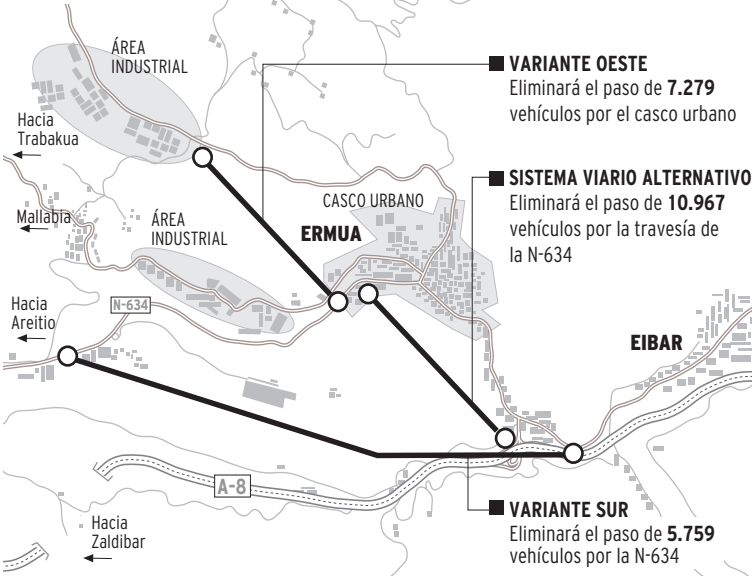 ÁREA
INDUSTRIAL
VARIANTE OESTE
Eliminará el paso de 7.279
vehículos por el casco urbano
Hacia
Trabakua
SISTEMA VIARIO ALTERNATIVO
Eliminará el paso de 10.967
vehículos por la travesía de
la N-634
CASCO URBANO
Mallabia
ÁREA
INDUSTRIAL
ERMUA
Hacia
Areitio
N-634
EIBAR
A-8
VARIANTE SUR
Eliminará el paso de 5.759
vehículos por la N-634
Hacia
Zaldibar